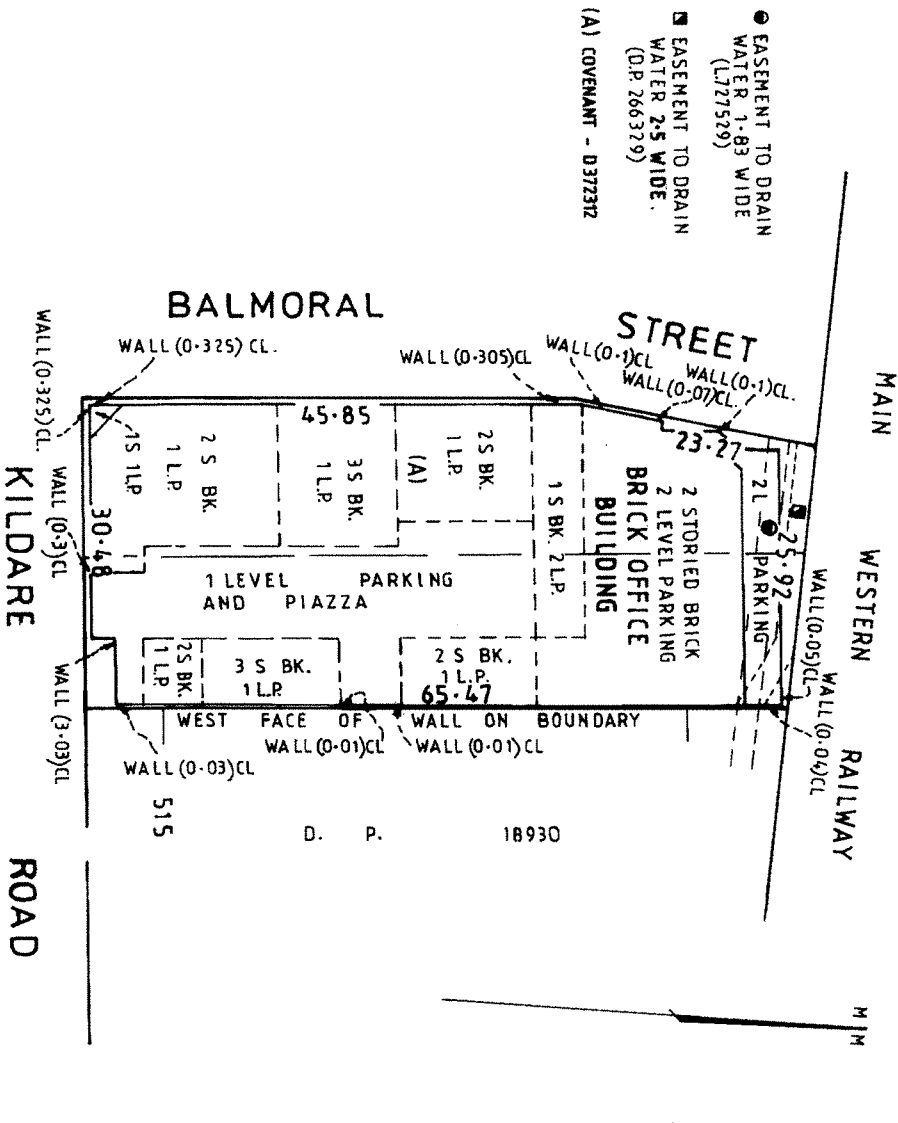 ● EASEMENT TO DRAIN
WATER 1·83 WIDE
(L727529)
EASEMENT TO DRAIN
WATER 2·5 WIDE.
(D.P. 266329)
(A) COVENANT - D372312
MAIN
WESTERN
RAILWAY
BALMORAL
STREET
WALL (0·325) CL.
WALL (0·305)CL
WALL (0·1)CL
WALL (0·07)CL.
WALL (0·1)CL.
WALL (0·325)CL.
45·85
23·27
25·92
30·48
65·47
1S 1L.P.
2 S BK.
1 L.P.
3 S BK.
1 L.P.
2S BK.
1 L.P.
(A)
1 S BK. 2 L.P.
2 STORIED BRICK
2 LEVEL PARKING
BRICK OFFICE
BUILDING
2 L
PARKING
1 LEVEL PARKING
AND PIAZZA
2S BK.
1 L.P.
3 S BK.
1 L.P.
2 S BK.
1 L.P.
WALL (0·3)CL
WALL (3·03)CL
WALL (0·05)CL
WALL (0·04)CL
WEST FACE OF WALL ON BOUNDARY
WALL (0·01)CL
WALL (0·01)CL
WALL (0·03)CL
KILDARE
ROAD
515
D. P. 18930
M
M